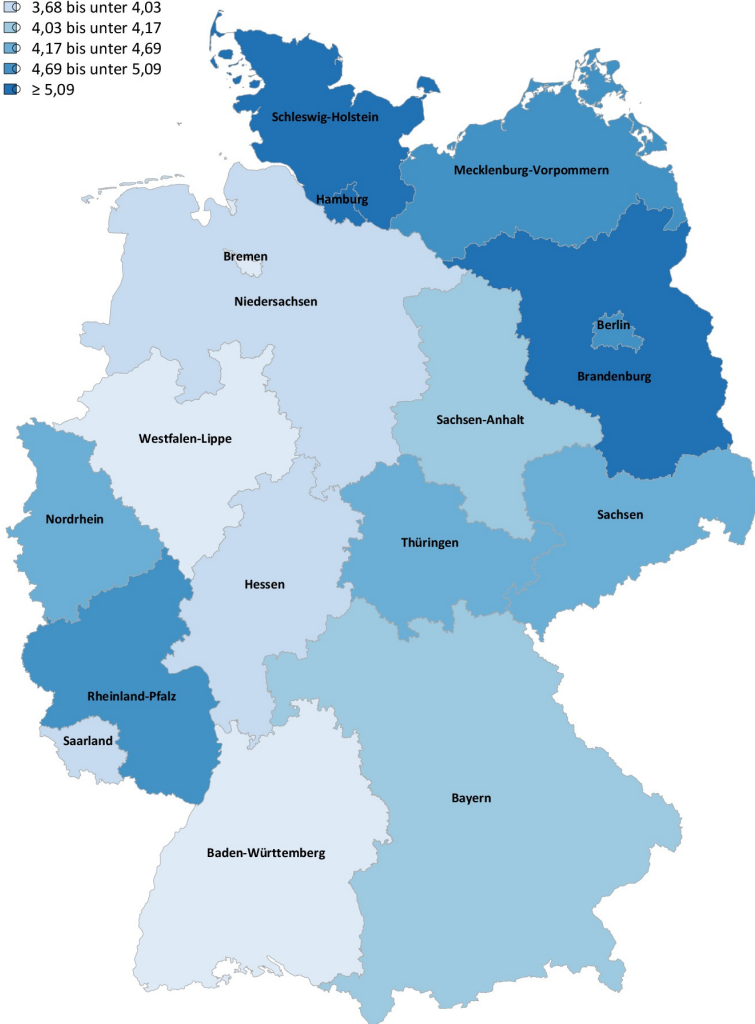 3,68 bis unter 4,03
4,03 bis unter 4,17
4,17 bis unter 4,69
4,69 bis unter 5,09
≥ 5,09
Schleswig-Holstein
Mecklenburg-Vorpommern
Hamburg
Bremen
Niedersachsen
Berlin
Brandenburg
Sachsen-Anhalt
Westfalen-Lippe
Sachsen
Nordrhein
Thüringen
Hessen
Rheinland-Pfalz
Saarland
Bayern
Baden-Württemberg